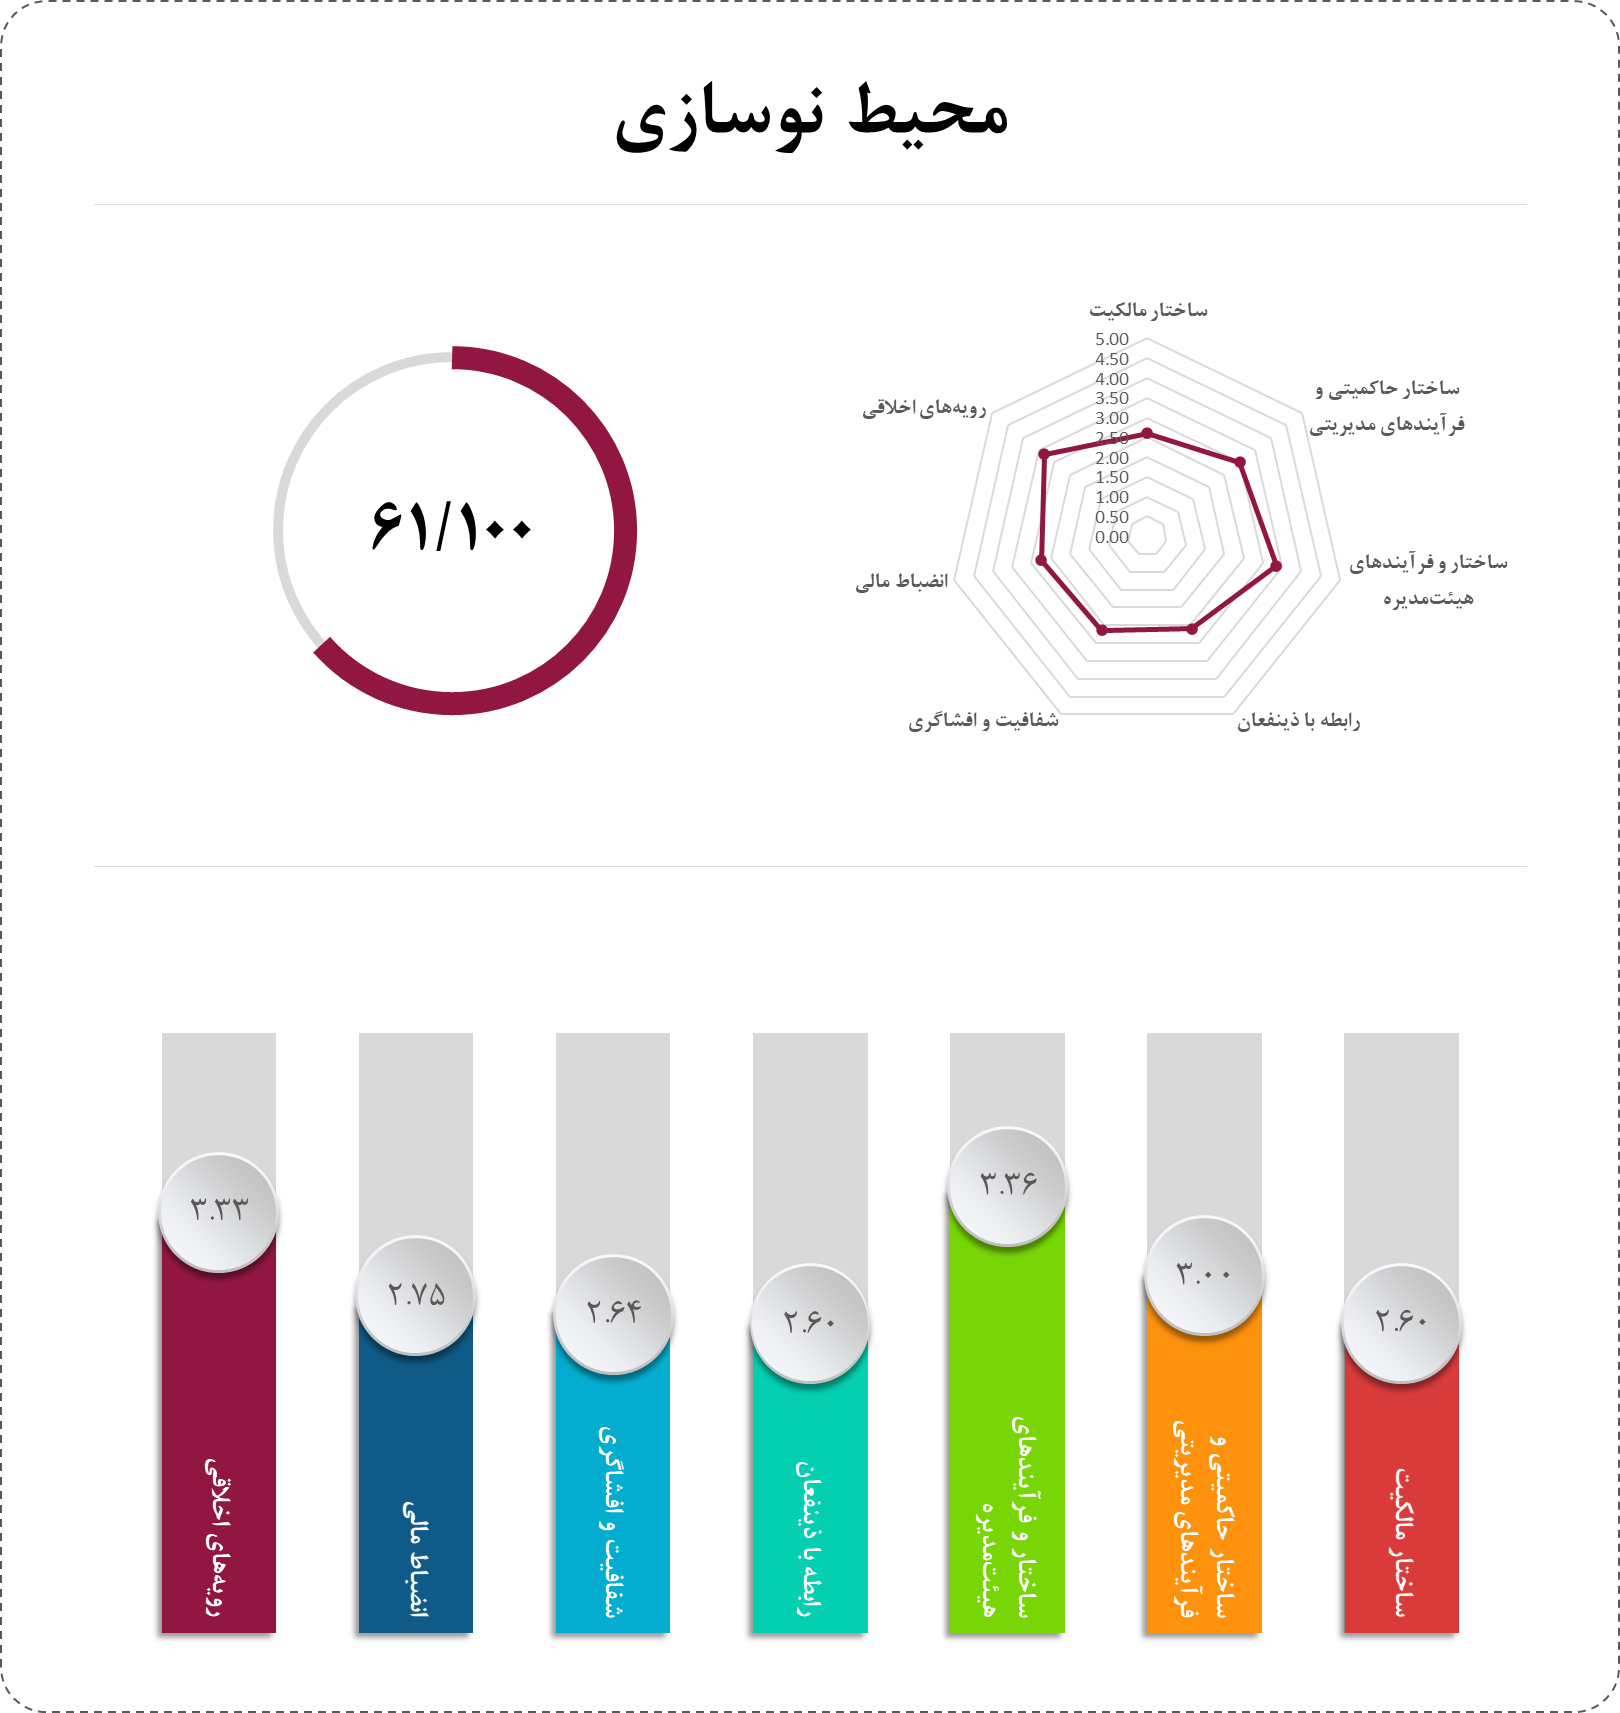 محیط نوسازی
ساختار مالکیت
ساختار حاکمیتی و
فرآیندهای مدیریتی
ساختار و فرآیندهای
هیئت‌مدیره
رابطه با ذینفعان
شفافیت و افشاگری
انضباط مالی
رویه‌های اخلاقی
5.00
4.50
4.00
3.50
3.00
2.50
2.00
1.50
1.00
0.50
0.00
۶۱/۱۰۰
۲.۶۰
ساختار مالکیت
۳.۰۰
ساختار حاکمیتی و
فرآیندهای مدیریتی
۳.۳۶
ساختار و فرآیندهای
هیئت‌مدیره
۲.۶۰
رابطه با ذینفعان
۲.۶۴
شفافیت و افشاگری
۲.۷۵
انضباط مالی
۳.۳۳
رویه‌های اخلاقی